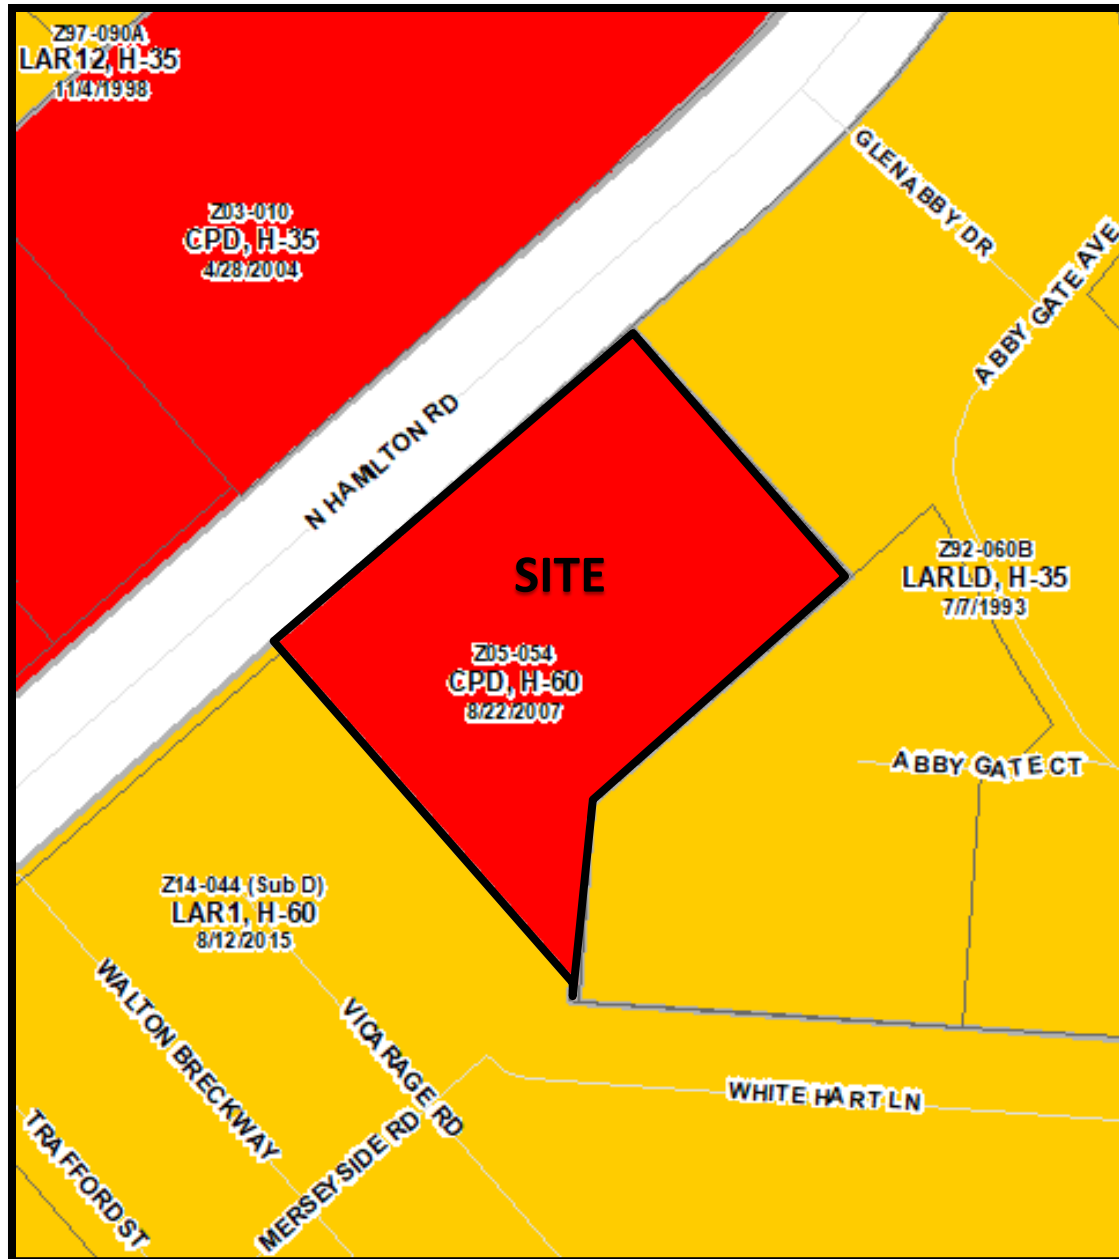 Z97-090A
LAR12, H-35
11/4/1998
Z03-010
CPD, H-35
4/28/2004
GLENABBY DR
ABBY GATE AVE
N HAMILTON RD
SITE
Z92-060B
LARLD, H-35
7/7/1993
Z05-054
CPD, H-60
8/22/2007
ABBY GATE CT
Z14-044 (Sub D)
LAR1, H-60
8/12/2015
WALTON BRECKWAY
VICARAGE RD
WHITE HART LN
TRAFFORD ST
MERSEYSIDE RD